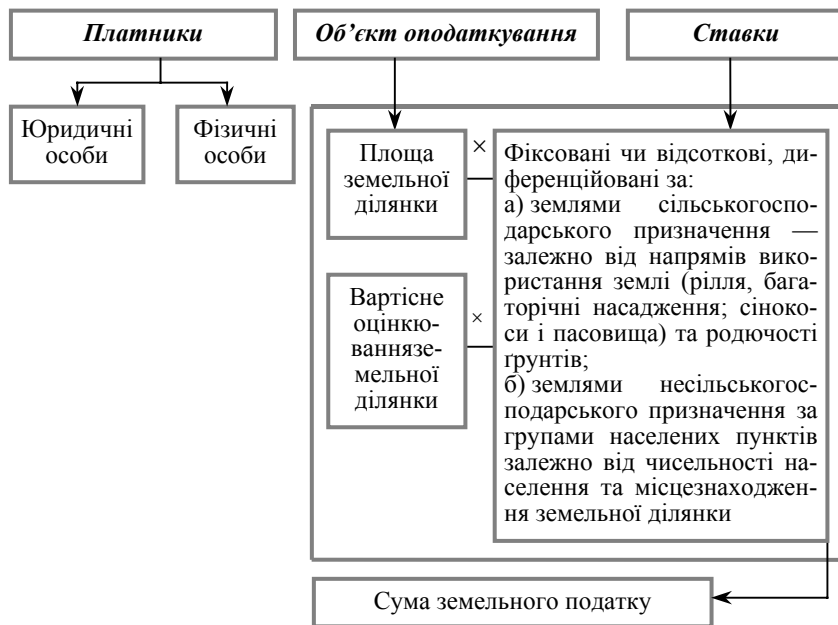 Платники
Об’єкт оподаткування
Ставки
Юридичні
особи
Фізичні
особи
Площа
земельної
ділянки
×
Вартісне
оцінкю-
ваннязе-
мельної
ділянки
×
Фіксовані чи відсоткові, ди-
ференційовані за:
а) землями сільськогоспо-
дарського призначення —
залежно від напрямів вико-
ристання землі (рілля, бага-
торічні насадження; сіноко-
си і пасовища) та родючості
ґрунтів;
б) землями несільськогос-
подарського призначення за
групами населених пунктів
залежно від чисельності на-
селення та місцезнаходжен-
ня земельної ділянки
Сума земельного податку